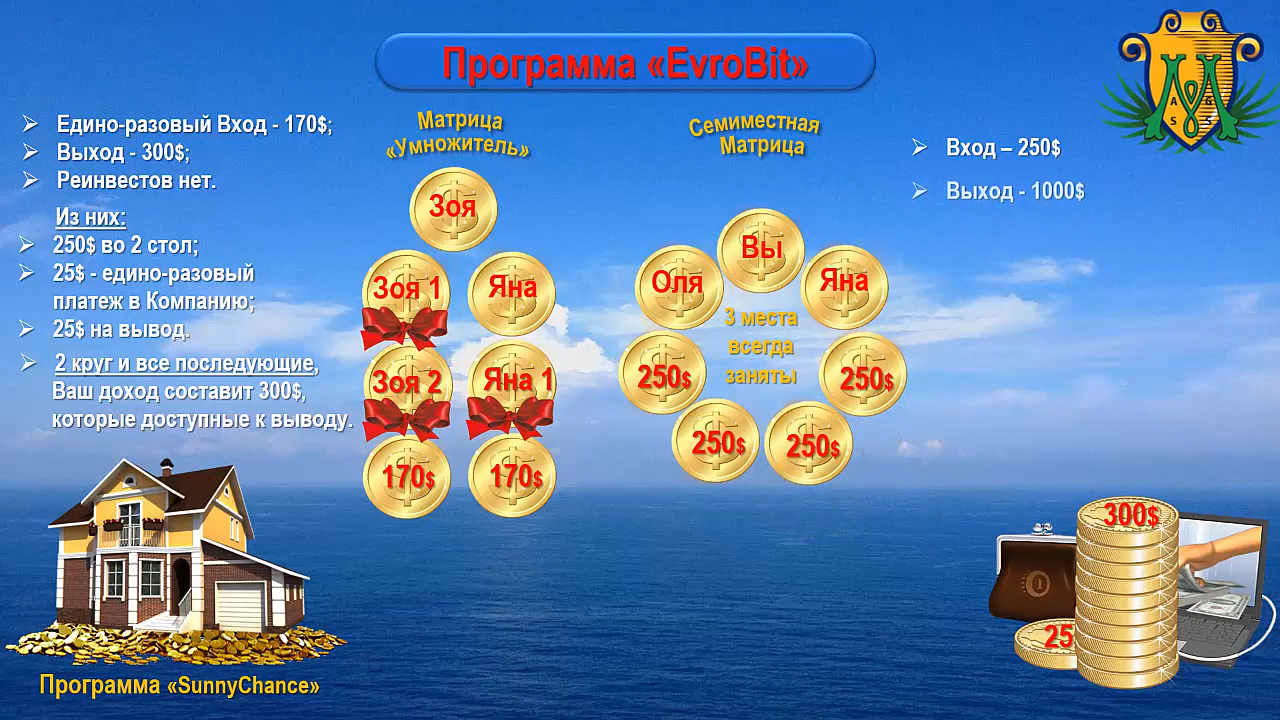 Программа «EvroBit»
Едино-разовый Вход - 170$;
Выход - 300$;
Реинвестов нет.
Из них:
250$ во 2 стол;
25$ - едино-разовый
платеж в Компанию;
25$ на вывод.
2 круг и все последующие,
Ваш доход составит 300$,
которые доступные к выводу.
Матрица
«Умножитель»
Зоя
Зоя 1
Яна
Зоя 2
Яна 1
170$
170$
Семиместная
Матрица
Вы
Оля
Яна
3 места
всегда
заняты
250$
250$
250$
250$
Вход – 250$
Выход - 1000$
300$
25
Программа «SunnyChance»